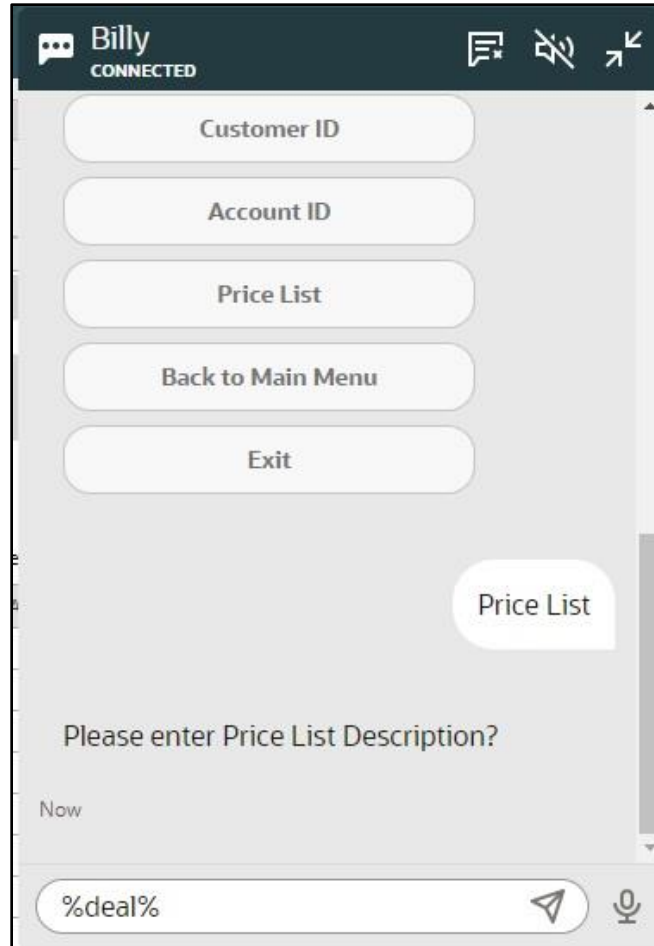 Billy
CONNECTED
Customer ID
Account ID
Price List
Back to Main Menu
Exit
Price List
Please enter Price List Description?
Now
%deal%